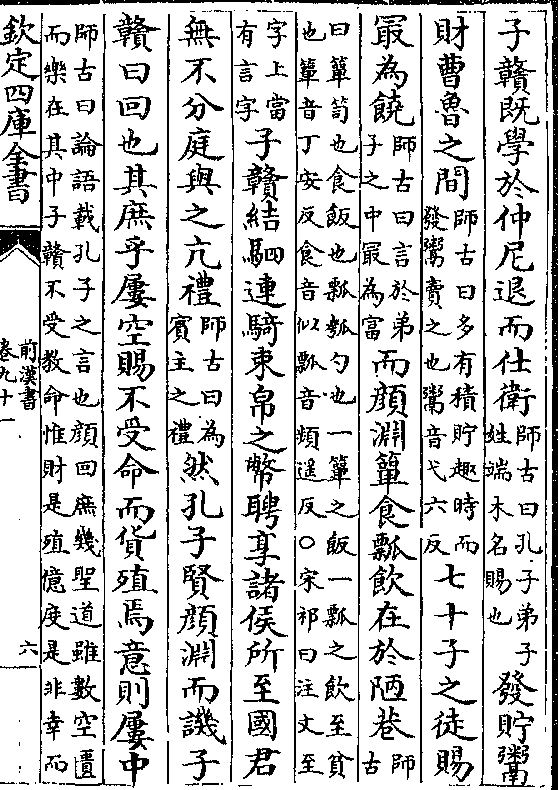 子贛既學於仲尼退而仕衛師古曰孔子弟子姓端木名賜也發貯鬻
財曹魯之間師古曰多有積貯趣時而發鬻賣之也鬻音弋六反七十子之徒賜
最為饒師古曰言於弟子之中最為富而顔淵簞食瓢飲在於陋巷師古
曰簞笥也食飯也瓢瓠勺也一簞之飯一瓢之飲至貧也簞音丁安反食音似瓢音頻遥反○宋祁曰注文至
字上當有言字子贛結駟連騎束帛之幣聘享諸侯所至國君
無不分庭與之亢禮師古曰為賓主之禮然孔子賢顔淵而譏子
贛曰回也其庶乎屢空賜不受命而貨殖焉意則屢中
師古曰論語載孔子之言也顔回庶幾聖道雖數空匱而樂在其中子贛不受教命惟財是殖億度是非幸而
欽定四庫全書
前漢書
卷九十一
六